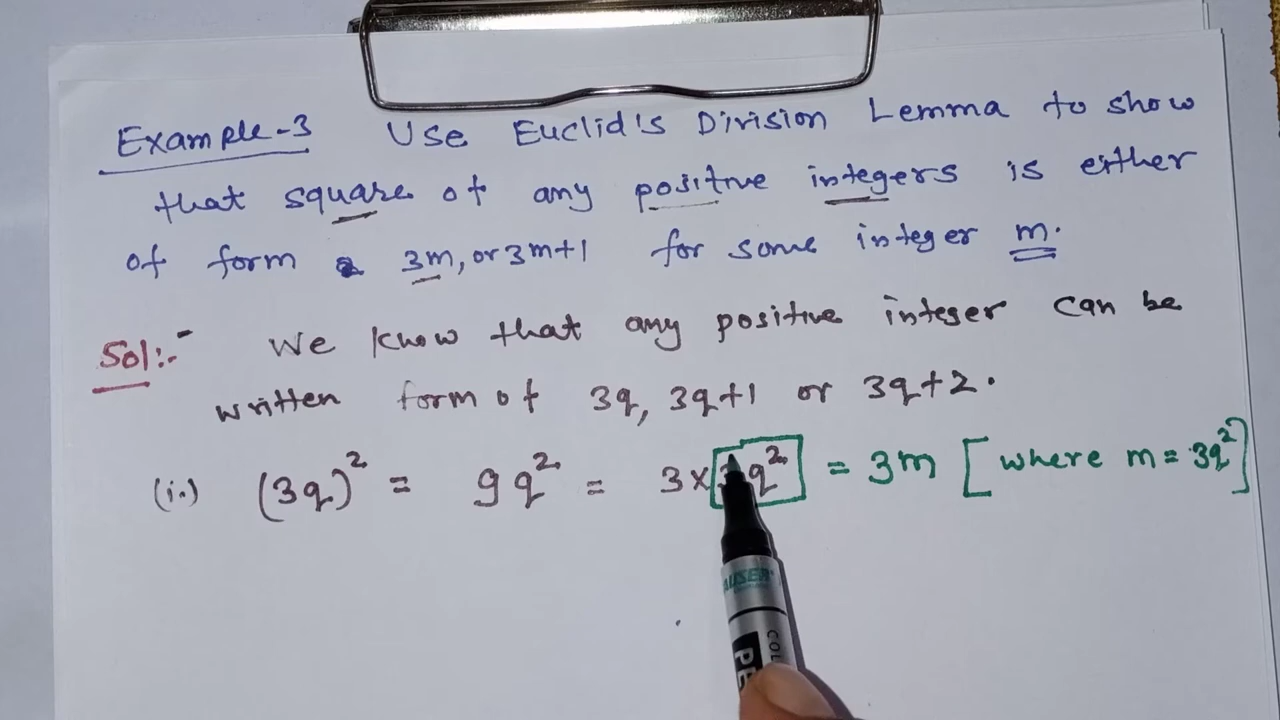 Example-3 Use Euclid's Division Lemma to show
that square of any positive integers is either
of form 3m, or 3m+1 for some integer m.
Sol:- We know that any positive integer can be
written form of 3q, 3q+1 or 3q+2.
(i.) (3q)² = 9q² = 3×3q² = 3m [where m = 3q²]